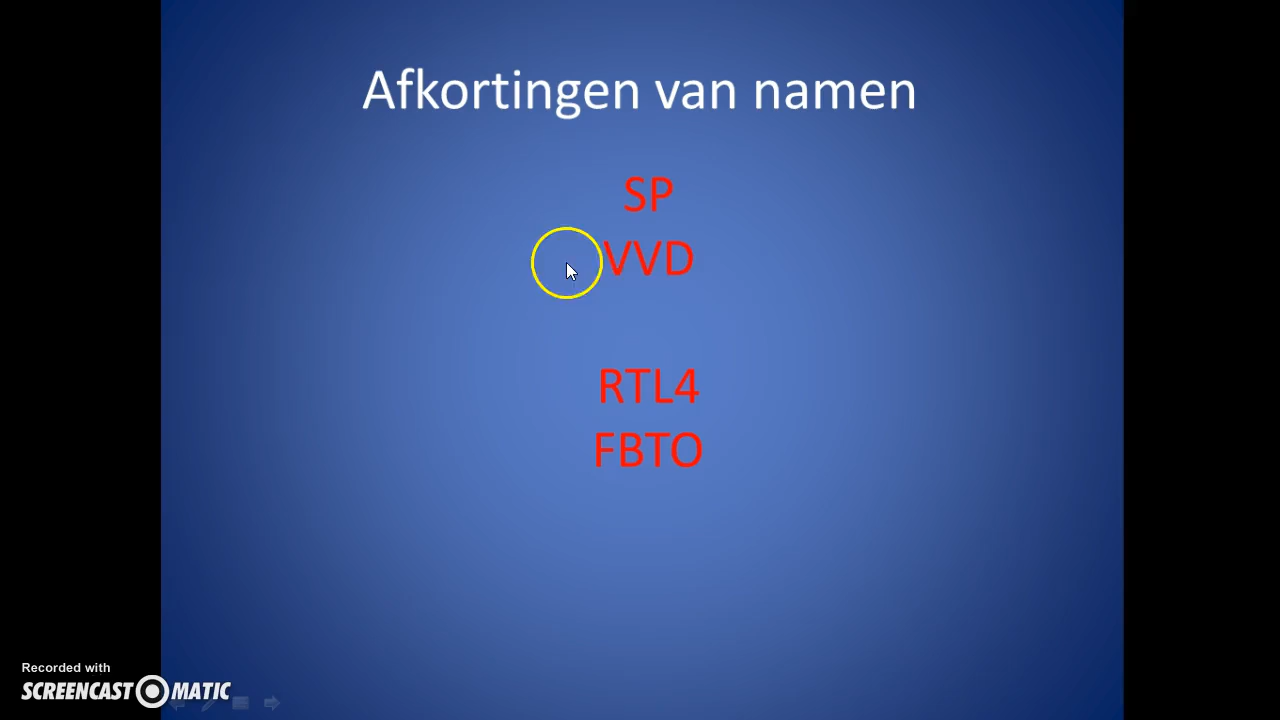 Afkortingen van namen
SP
VVD
RTL4
FBTO
Recorded with
SCREENCAST MATIC